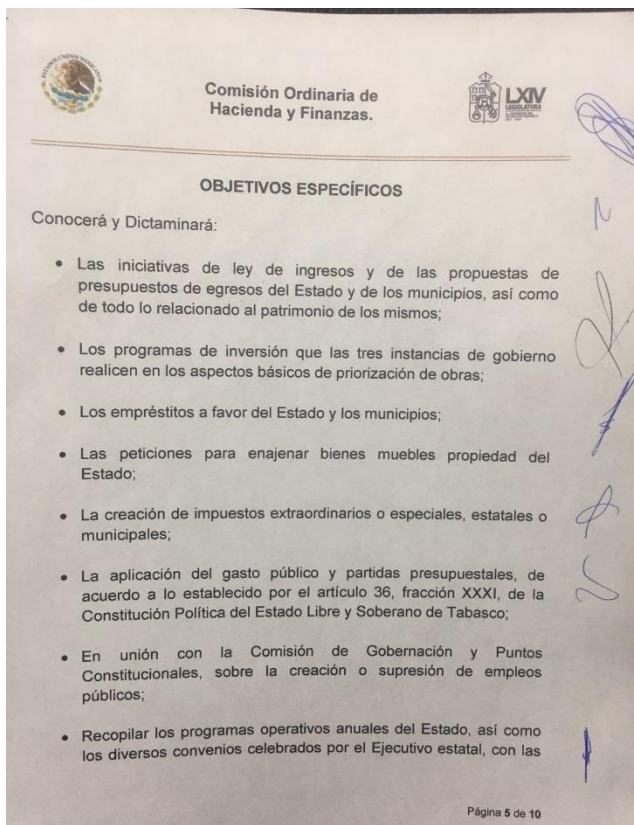 ESTADOS UNIDOS MEXICANOS
Comisión Ordinaria de
Hacienda y Finanzas.
LXIV
LEGISLATURA
OBJETIVOS ESPECÍFICOS
Conocerá y Dictaminará:
• Las iniciativas de ley de ingresos y de las propuestas de
presupuestos de egresos del Estado y de los municipios, así como
de todo lo relacionado al patrimonio de los mismos;
• Los programas de inversión que las tres instancias de gobierno
realicen en los aspectos básicos de priorización de obras;
• Los empréstitos a favor del Estado y los municipios;
• Las peticiones para enajenar bienes muebles propiedad del
Estado;
• La creación de impuestos extraordinarios o especiales, estatales o
municipales;
• La aplicación del gasto público y partidas presupuestales, de
acuerdo a lo establecido por el artículo 36, fracción XXXI, de la
Constitución Política del Estado Libre y Soberano de Tabasco;
• En unión con la Comisión de Gobernación y Puntos
Constitucionales, sobre la creación o supresión de empleos
públicos;
• Recopilar los programas operativos anuales del Estado, así como
los diversos convenios celebrados por el Ejecutivo estatal, con las
Página 5 de 10